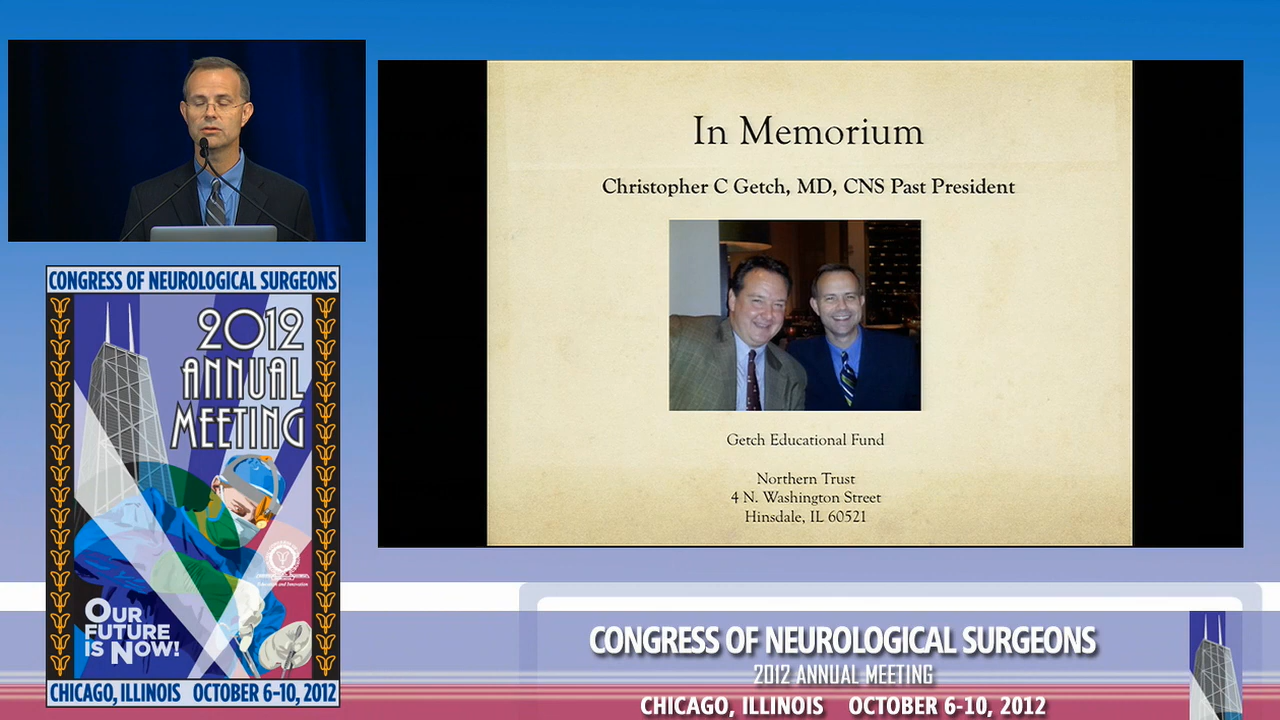 In Memorium
Christopher C Getch, MD, CNS Past President
Getch Educational Fund
Northern Trust
4 N. Washington Street
Hinsdale, IL 60521
CONGRESS OF NEUROLOGICAL SURGEONS
2012
ANNUAL
MEETING
OUR
FUTURE
IS NOW!
CHICAGO, ILLINOIS OCTOBER 6-10, 2012
CONGRESS OF NEUROLOGICAL SURGEONS
2012 ANNUAL MEETING
CHICAGO, ILLINOIS OCTOBER 6-10, 2012